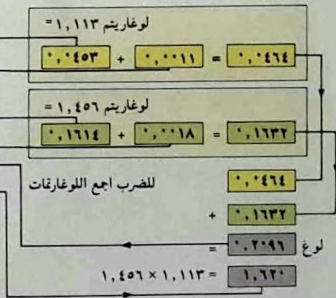 لوغاريتم ١,١١٣ =
٠,٠٤٥٣ + ٠,٠٠١١ = ٠,٠٤٦٤
لوغاريتم ١,٤٥٦ =
٠,١٦١٤ + ٠,٠٠١٨ = ٠,١٦٣٢
للضرب اجمع اللوغارتمات
٠,٠٤٦٤
+
٠,١٦٣٢
لوغ ٠,٢٠٩٦ =
١,٤٥٦ × ١,١١٣ = ١,٦٢٠